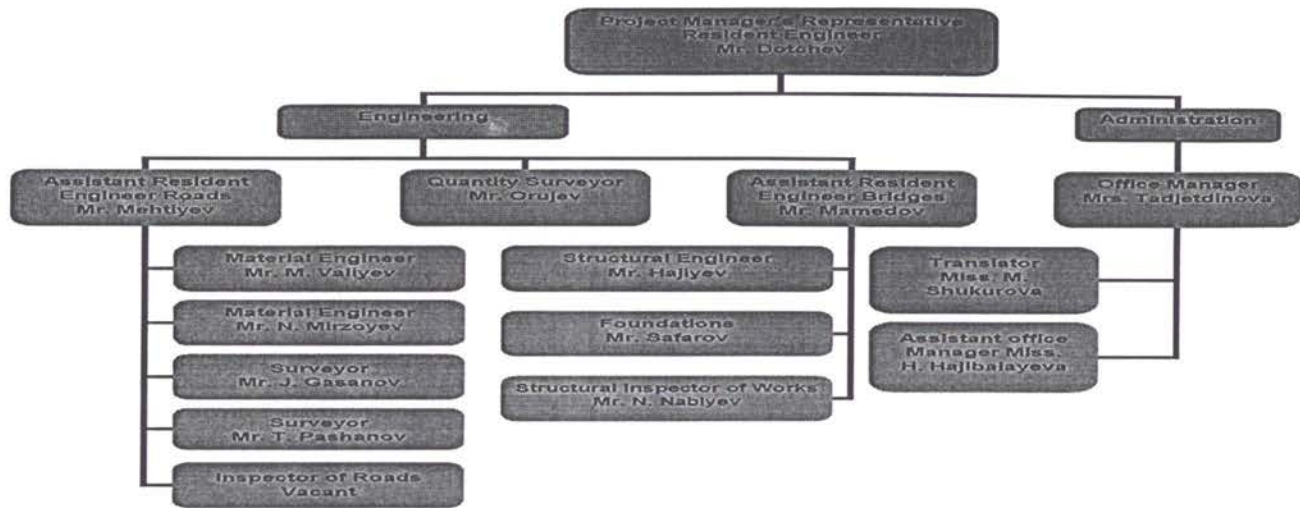 Project Manager's Representative
Resident Engineer
Mr. Dotchev
Engineering
Administration
Assistant Resident
Engineer Roads
Mr. Mehtiyev
Quantity Surveyor
Mr. Orujev
Assistant Resident
Engineer Bridges
Mr. Mamedov
Office Manager
Mrs. Tadjetdinova
Material Engineer
Mr. M. Valiyev
Material Engineer
Mr. N. Mirzoyev
Surveyor
Mr. J. Gasanov
Surveyor
Mr. T. Pashanov
Inspector of Roads
Vacant
Structural Engineer
Mr. Hajiyev
Foundations
Mr. Safarov
Structural Inspector of Works
Mr. N. Nabiyev
Translator
Miss. M.
Shukurova
Assistant office
Manager Miss.
H. Hajibalayeva